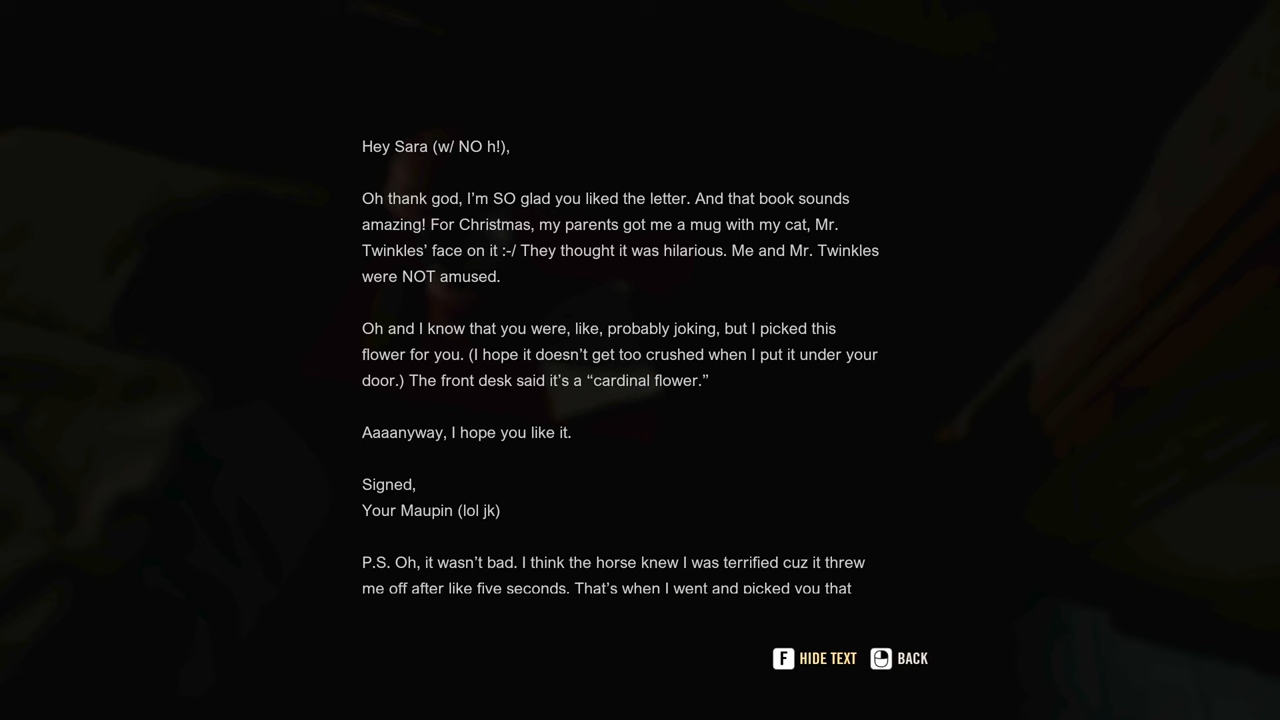 Hey Sara (w/ NO h!),
Oh thank god, I'm SO glad you liked the letter. And that book sounds
amazing! For Christmas, my parents got me a mug with my cat, Mr.
Twinkles' face on it :-/ They thought it was hilarious. Me and Mr. Twinkles
were NOT amused.
Oh and I know that you were, like, probably joking, but I picked this
flower for you. (I hope it doesn't get too crushed when I put it under your
door.) The front desk said it's a “cardinal flower.”
Aaaanyway, I hope you like it.
Signed,
Your Maupin (lol jk)
P.S. Oh, it wasn't bad. I think the horse knew I was terrified cuz it threw
me off after like five seconds. That's when I went and picked you that
F HIDE TEXT BACK